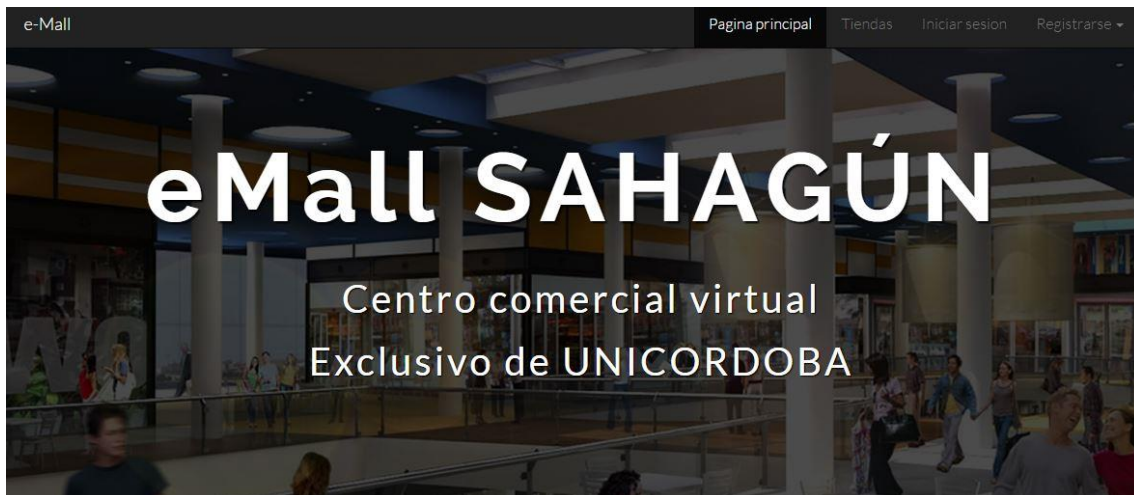 e-Mall Pagina principal Tiendas Iniciar sesion Registrarse
eMall SAHAGÚN
Centro comercial virtual
Exclusivo de UNICORDOBA